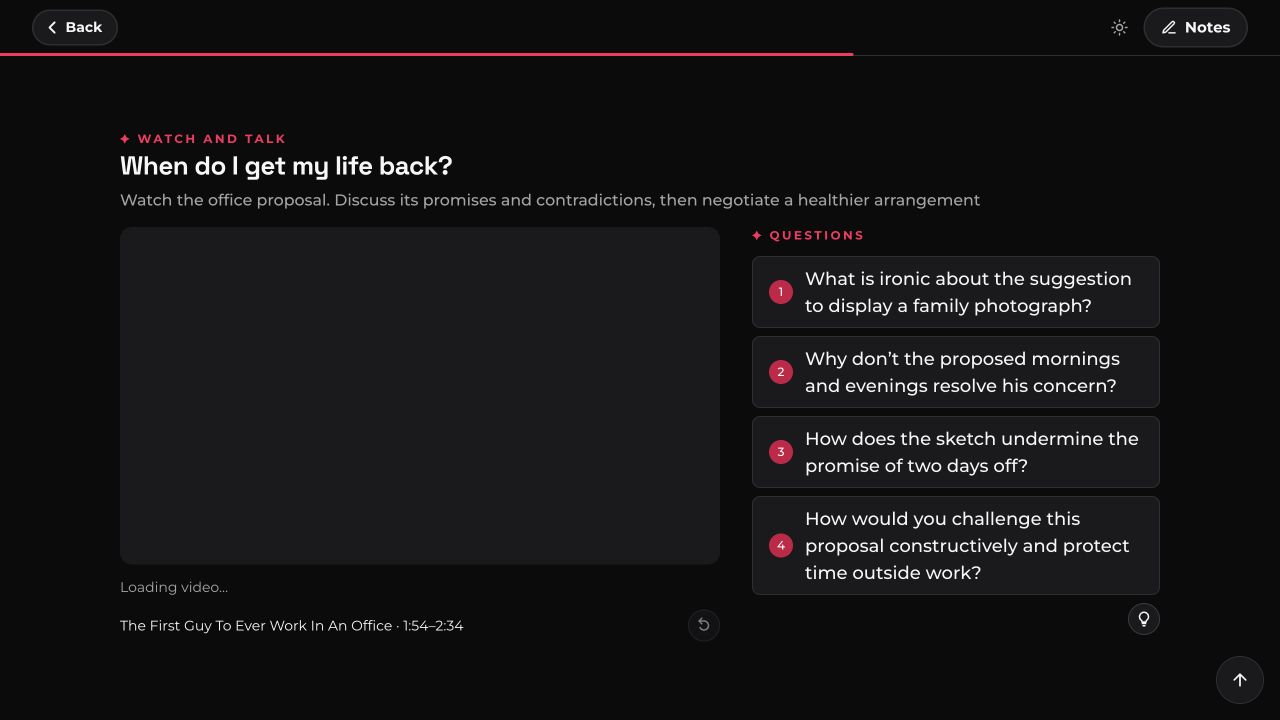 Back
Notes
WATCH AND TALK
When do I get my life back?
Watch the office proposal. Discuss its promises and contradictions, then negotiate a healthier arrangement
QUESTIONS
1
What is ironic about the suggestion
to display a family photograph?
2
Why don’t the proposed mornings
and evenings resolve his concern?
3
How does the sketch undermine the
promise of two days off?
4
How would you challenge this
proposal constructively and protect
time outside work?
Loading video...
The First Guy To Ever Work In An Office · 1:54–2:34